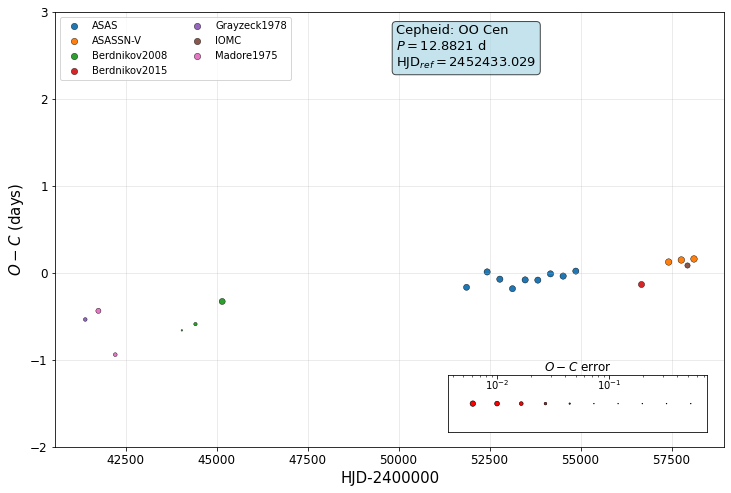 ASAS
ASASSN-V
Berdnikov2008
Berdnikov2015
Grayzeck1978
IOMC
Madore1975
Cepheid: OO Cen
P = 12.8821 d
HJD_ref = 2452433.029
3
2
1
0
−1
−2
O − C (days)
O − C error
10^−2 10^−1
42500 45000 47500 50000 52500 55000 57500
HJD-2400000